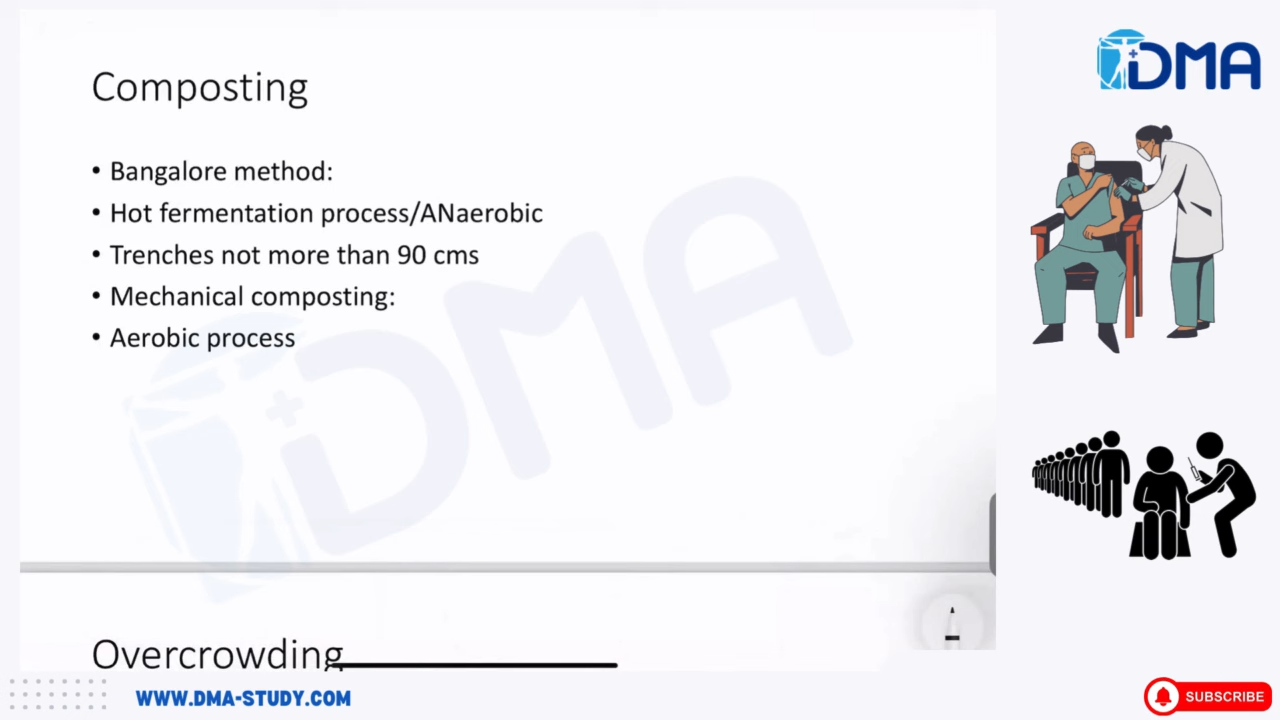 Composting
• Bangalore method:
• Hot fermentation process/ANaerobic
• Trenches not more than 90 cms
• Mechanical composting:
• Aerobic process
DMA
DMA
Overcrowding
WWW.DMA-STUDY.COM
SUBSCRIBE